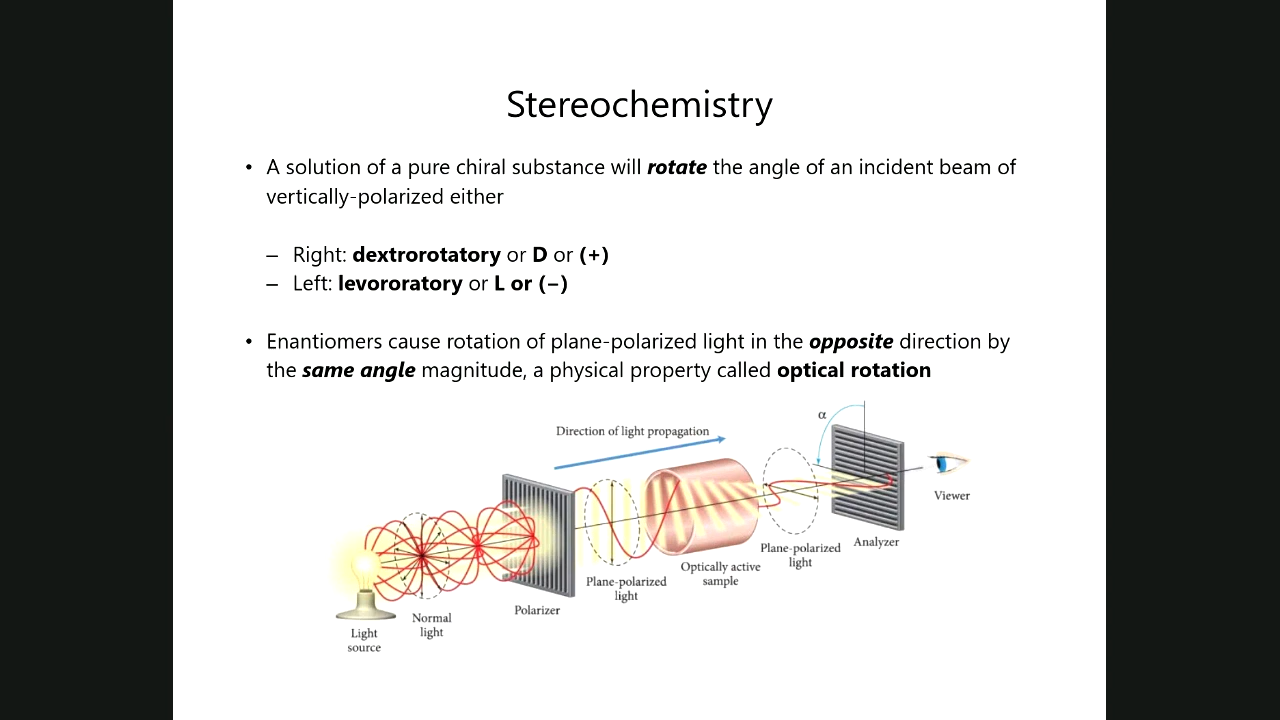 Stereochemistry
• A solution of a pure chiral substance will rotate the angle of an incident beam of
vertically-polarized either
– Right: dextrorotatory or D or (+)
– Left: levororatory or L or (−)
• Enantiomers cause rotation of plane-polarized light in the opposite direction by
the same angle magnitude, a physical property called optical rotation
α
Direction of light propagation
Viewer
Analyzer
Plane-polarized
light
Optically active
sample
Plane-polarized
light
Polarizer
Normal
light
Light
source